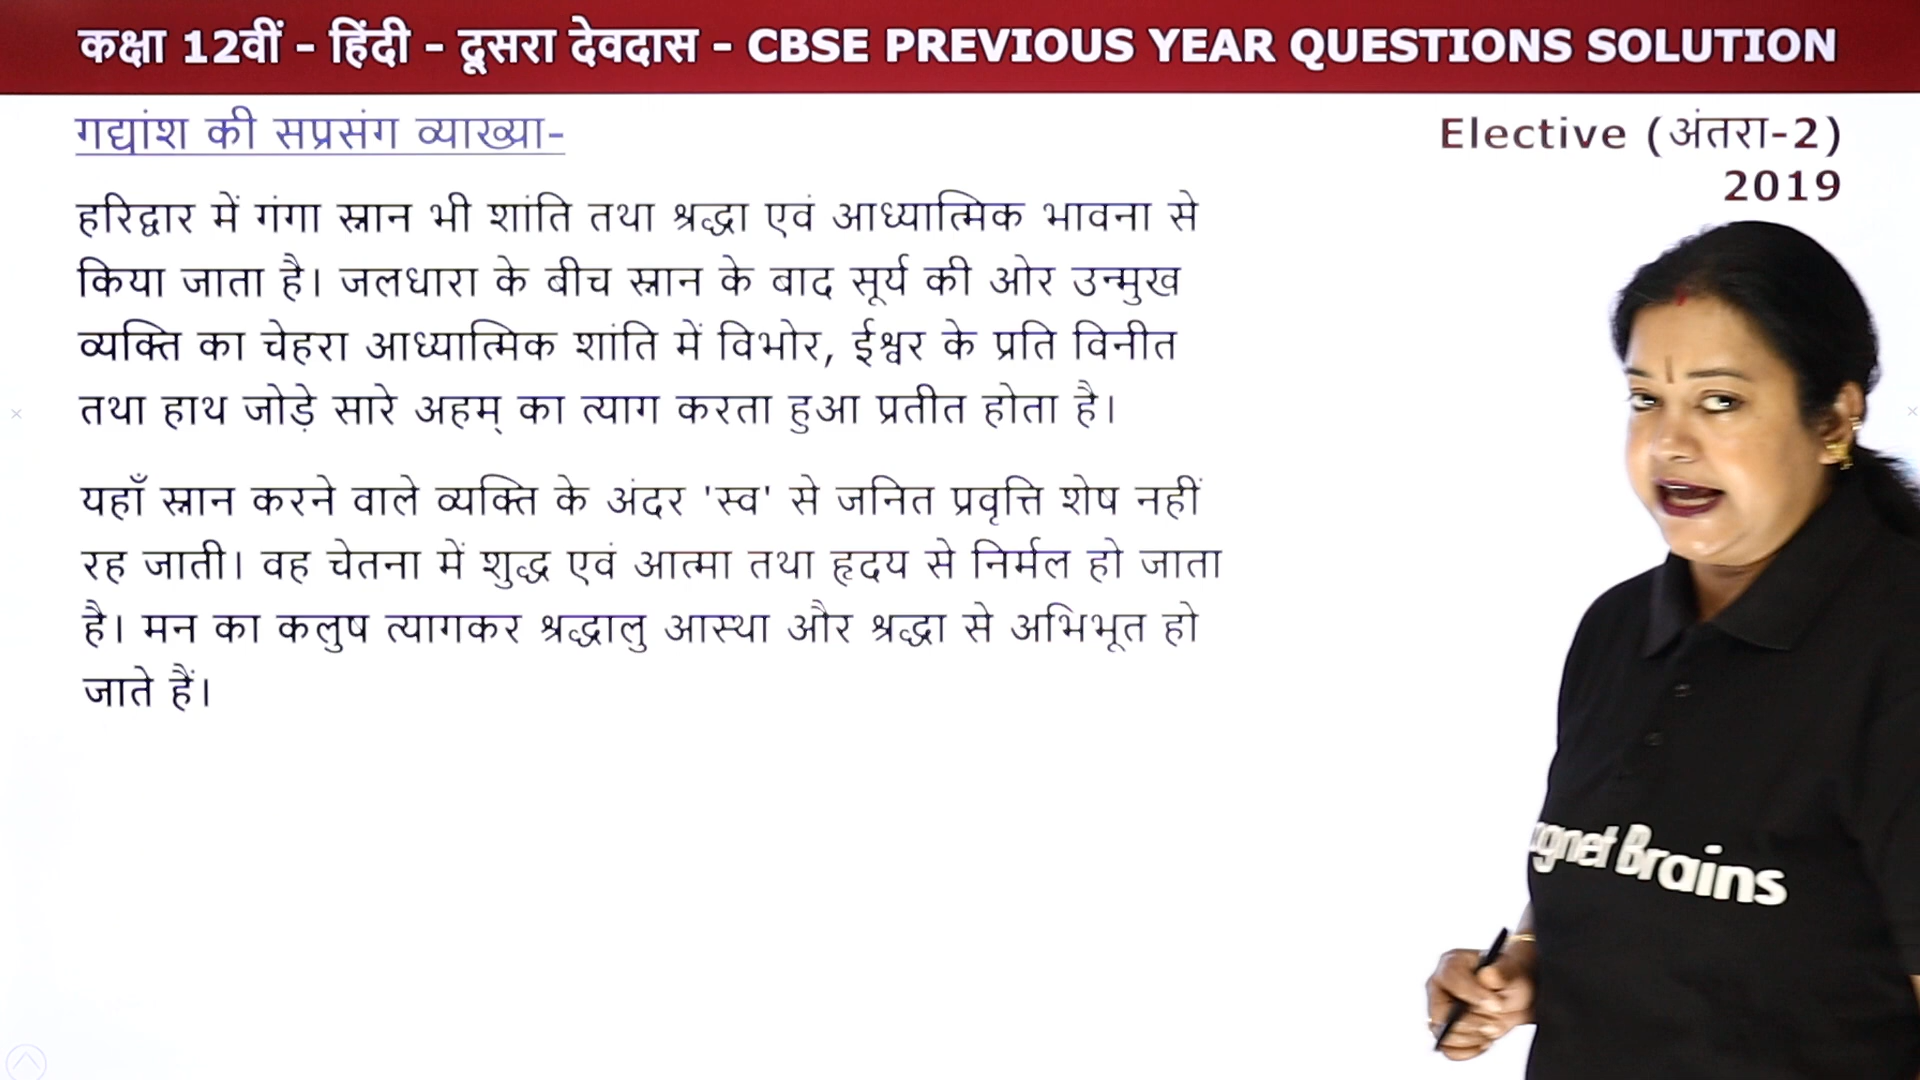 कक्षा 12वीं - हिंदी - दूसरा देवदास - CBSE PREVIOUS YEAR QUESTIONS SOLUTION
गद्यांश की सप्रसंग व्याख्या-
Elective (अंतरा-2)
2019
हरिद्वार में गंगा स्नान भी शांति तथा श्रद्धा एवं आध्यात्मिक भावना से
किया जाता है। जलधारा के बीच स्नान के बाद सूर्य की ओर उन्मुख
व्यक्ति का चेहरा आध्यात्मिक शांति में विभोर, ईश्वर के प्रति विनीत
तथा हाथ जोड़े सारे अहम् का त्याग करता हुआ प्रतीत होता है।
यहाँ स्नान करने वाले व्यक्ति के अंदर 'स्व' से जनित प्रवृत्ति शेष नहीं
रह जाती। वह चेतना में शुद्ध एवं आत्मा तथा हृदय से निर्मल हो जाता
है। मन का कलुष त्यागकर श्रद्धालु आस्था और श्रद्धा से अभिभूत हो
जाते हैं।
agnet Brains